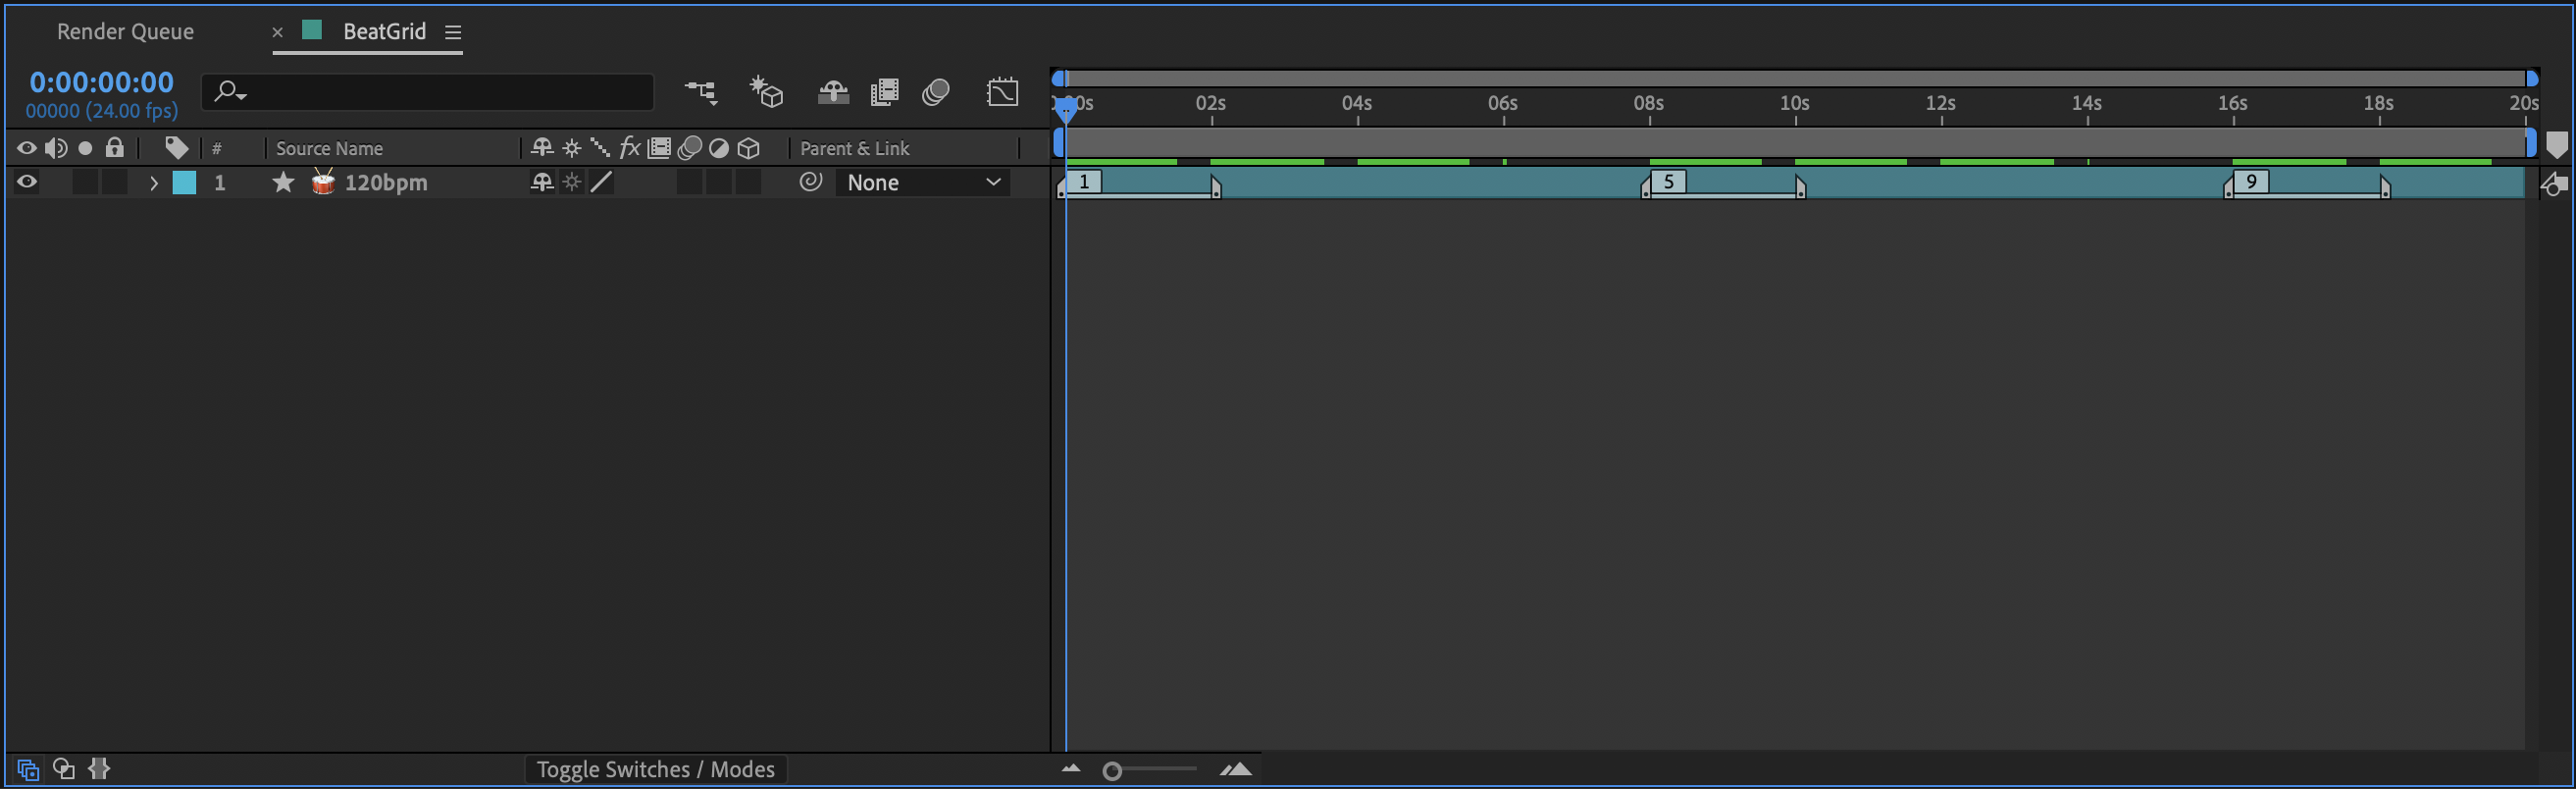 Render Queue × BeatGrid
0:00:00:00
00000 (24.00 fps)
00s 02s 04s 06s 08s 10s 12s 14s 16s 18s 20s
# Source Name fx Parent & Link
1 120bpm None 1 5 9
Toggle Switches / Modes